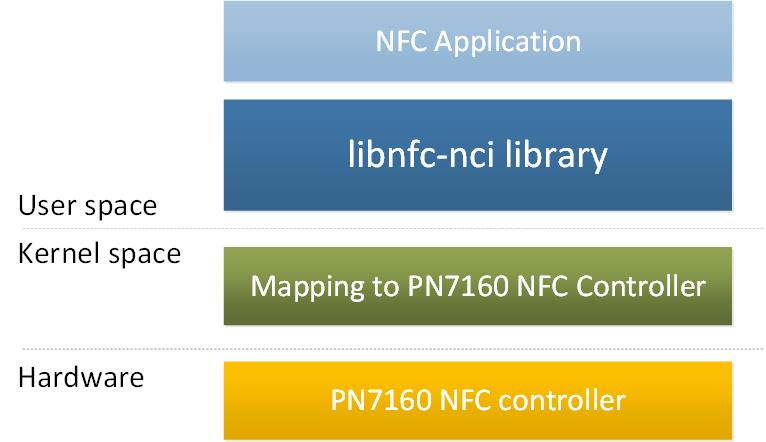 NFC Application
libnfc-nci library
User space
Kernel space
Mapping to PN7160 NFC Controller
Hardware
PN7160 NFC controller